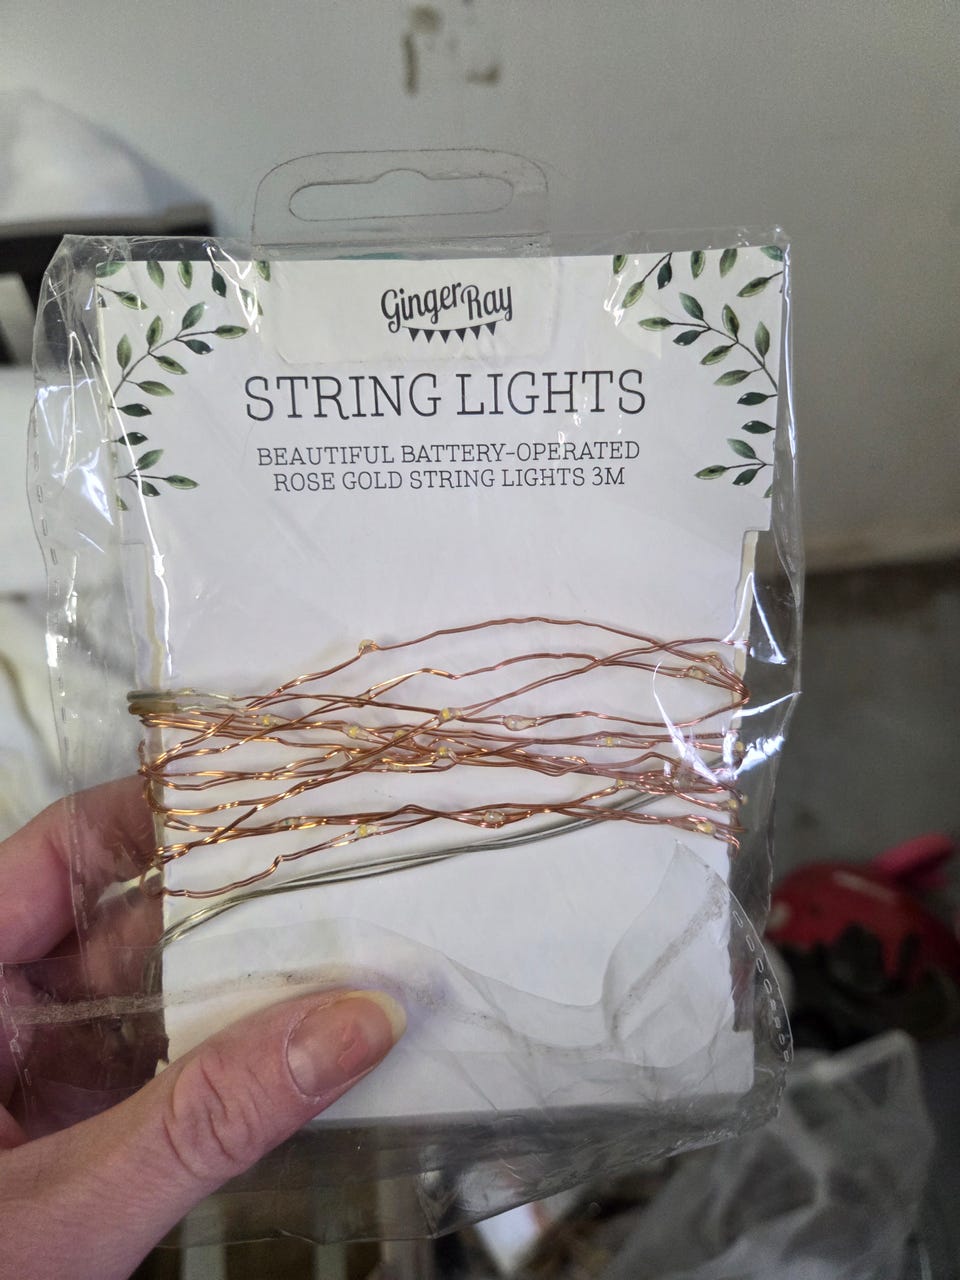 Ginger Ray
STRING LIGHTS
BEAUTIFUL BATTERY-OPERATED
ROSE GOLD STRING LIGHTS 3M